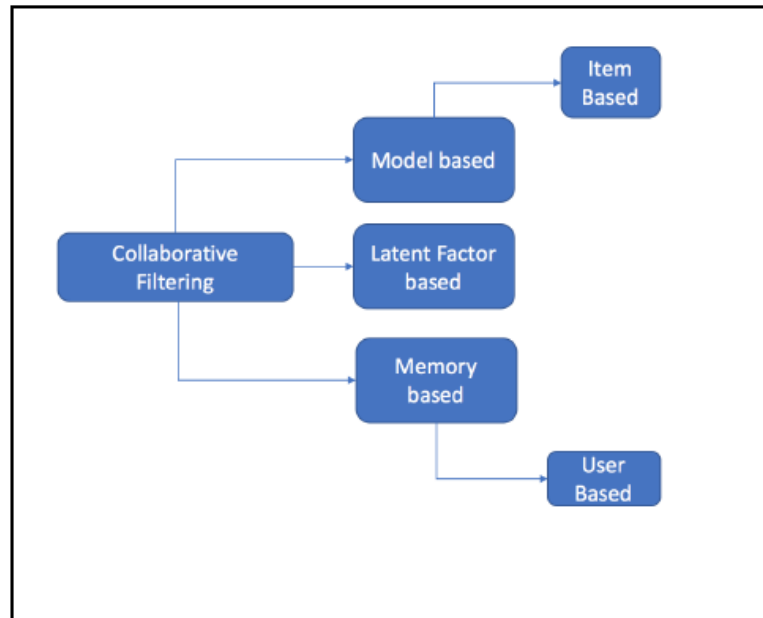 Item
Based
Model based
Collaborative
Filtering
Latent Factor
based
Memory
based
User
Based